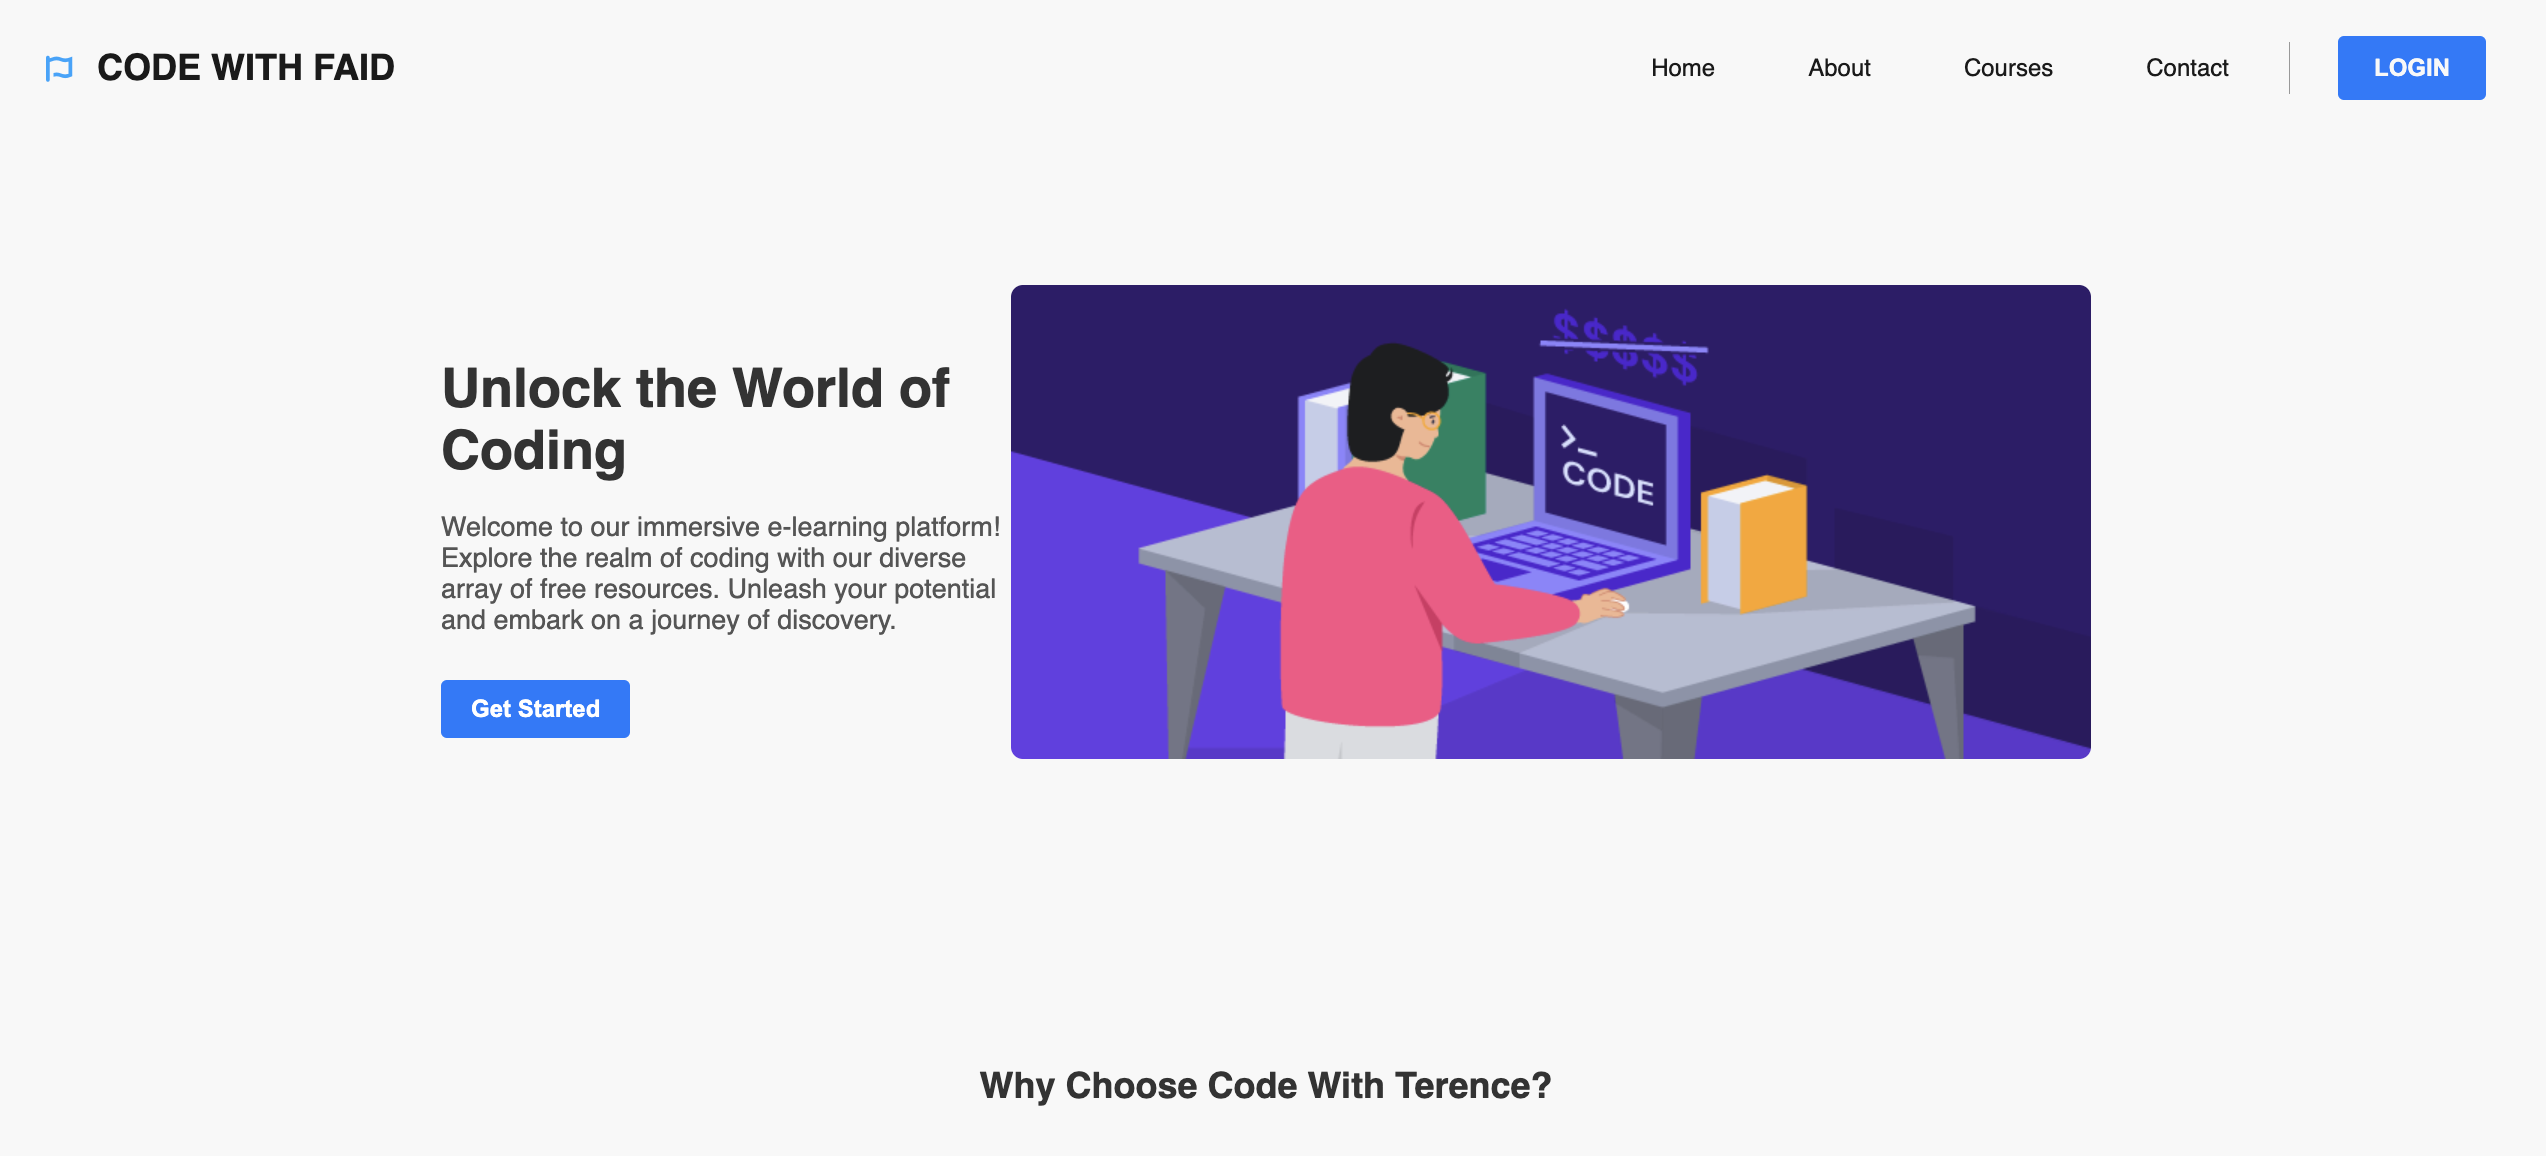 CODE WITH FAID
Home
About
Courses
Contact
LOGIN
Unlock the World of
Coding
Welcome to our immersive e-learning platform!
Explore the realm of coding with our diverse
array of free resources. Unleash your potential
and embark on a journey of discovery.
Get Started
$$$$$
>_
CODE
Why Choose Code With Terence?